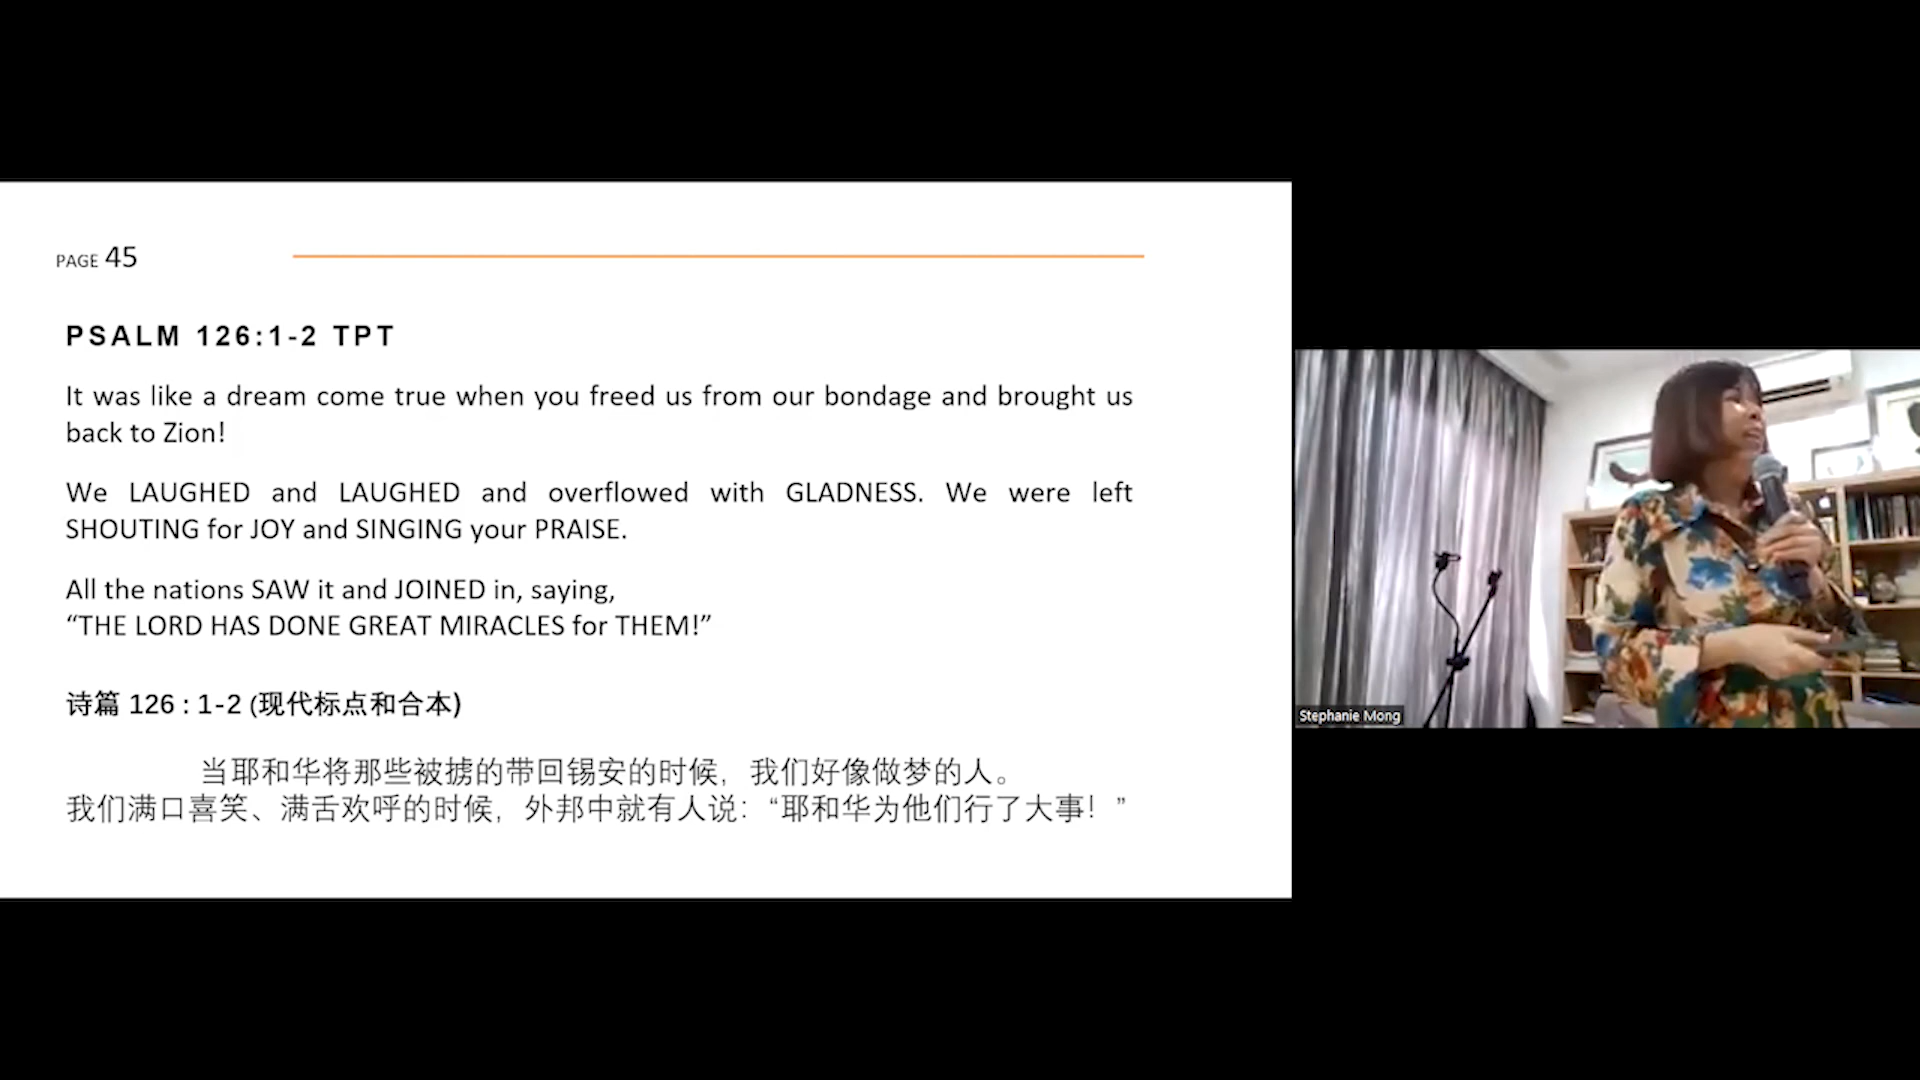 PAGE 45
PSALM 126:1-2 TPT
It was like a dream come true when you freed us from our bondage and brought us
back to Zion!
We LAUGHED and LAUGHED and overflowed with GLADNESS. We were left
SHOUTING for JOY and SINGING your PRAISE.
All the nations SAW it and JOINED in, saying,
“THE LORD HAS DONE GREAT MIRACLES for THEM!”
诗篇 126 : 1-2 (现代标点和合本)
当耶和华将那些被掳的带回锡安的时候，我们好像做梦的人。
我们满口喜笑、满舌欢呼的时候，外邦中就有人说：“耶和华为他们行了大事！”
Stephanie Mong